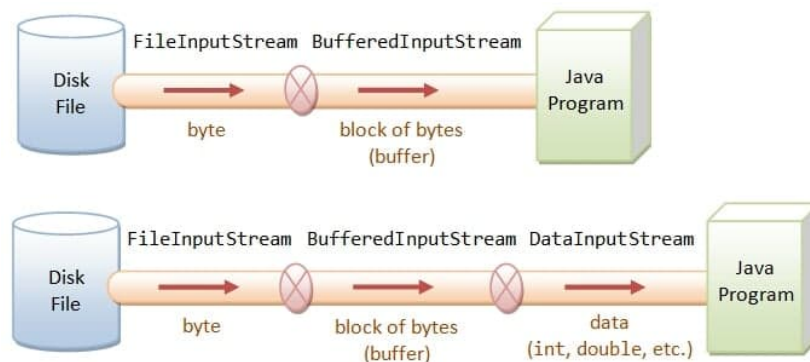 FileInputStream BufferedInputStream
Disk
File
Java
Program
byte
block of bytes
(buffer)
FileInputStream BufferedInputStream DataInputStream
Disk
File
Java
Program
byte
block of bytes
(buffer)
data
(int, double, etc.)